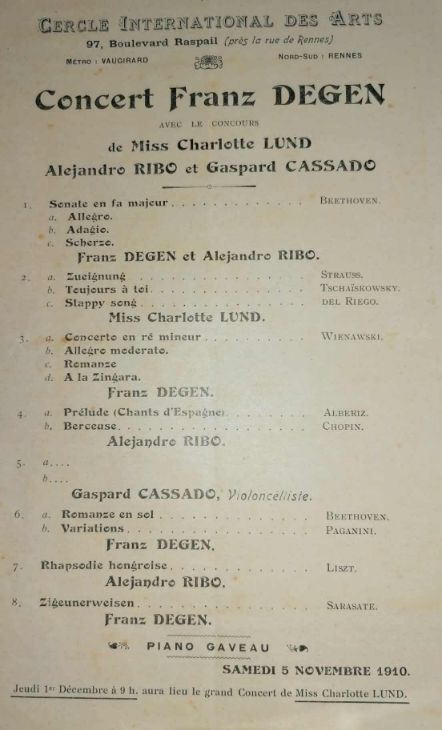 CERCLE INTERNATIONAL DES ARTS
97, Boulevard Raspail (près la rue de Rennes)
MÉTRO : VAUGIRARD NORD-SUD : RENNES
Concert Franz DEGEN
AVEC LE CONCOURS
de Miss Charlotte LUND
Alejandro RIBO et Gaspard CASSADO
1. Sonate en fa majeur . . . . . . . . . . . . BEETHOVEN.
a. Allegro.
b. Adagio.
c. Scherzo.
Franz DEGEN et Alejandro RIBO.
2. a. Zueignung . . . . . . . . . . . . . . STRAUSS.
b. Toujours à toi . . . . . . . . . . . . TSCHAÏSKOWSKY.
c. Slappy song . . . . . . . . . . . . . DEL RIEGO.
Miss Charlotte LUND.
3. a. Concerto en ré mineur . . . . . . . . . WIENAWSKI.
b. Allegro moderato.
c. Romanze
d. A la Zingara.
Franz DEGEN.
4. a. Prélude (Chants d'Espagne) . . . . . . . ALBERIZ.
b. Berceuse . . . . . . . . . . . . . . CHOPIN.
Alejandro RIBO.
5. a. . . .
b. . . .
Gaspard CASSADO, Violoncelliste.
6. a. Romanze en sol . . . . . . . . . . . . BEETHOVEN.
b. Variations . . . . . . . . . . . . . . PAGANINI.
Franz DEGEN.
7. Rhapsodie hongroise . . . . . . . . . . . LISZT.
Alejandro RIBO.
8. Zigeunerweisen . . . . . . . . . . . . . SARASATE.
Franz DEGEN.
PIANO GAVEAU
SAMEDI 5 NOVEMBRE 1910.
Jeudi 1er Décembre à 9 h. aura lieu le grand Concert de Miss Charlotte LUND.